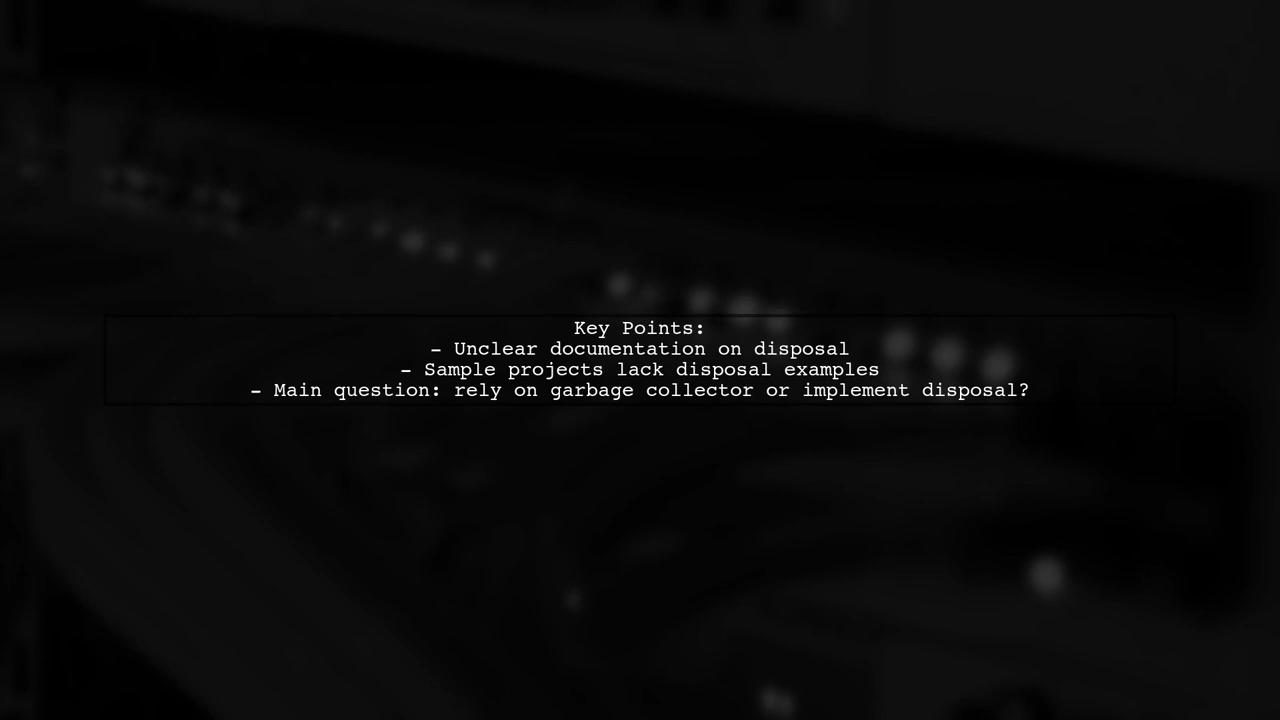 Key Points:
- Unclear documentation on disposal
- Sample projects lack disposal examples
- Main question: rely on garbage collector or implement disposal?